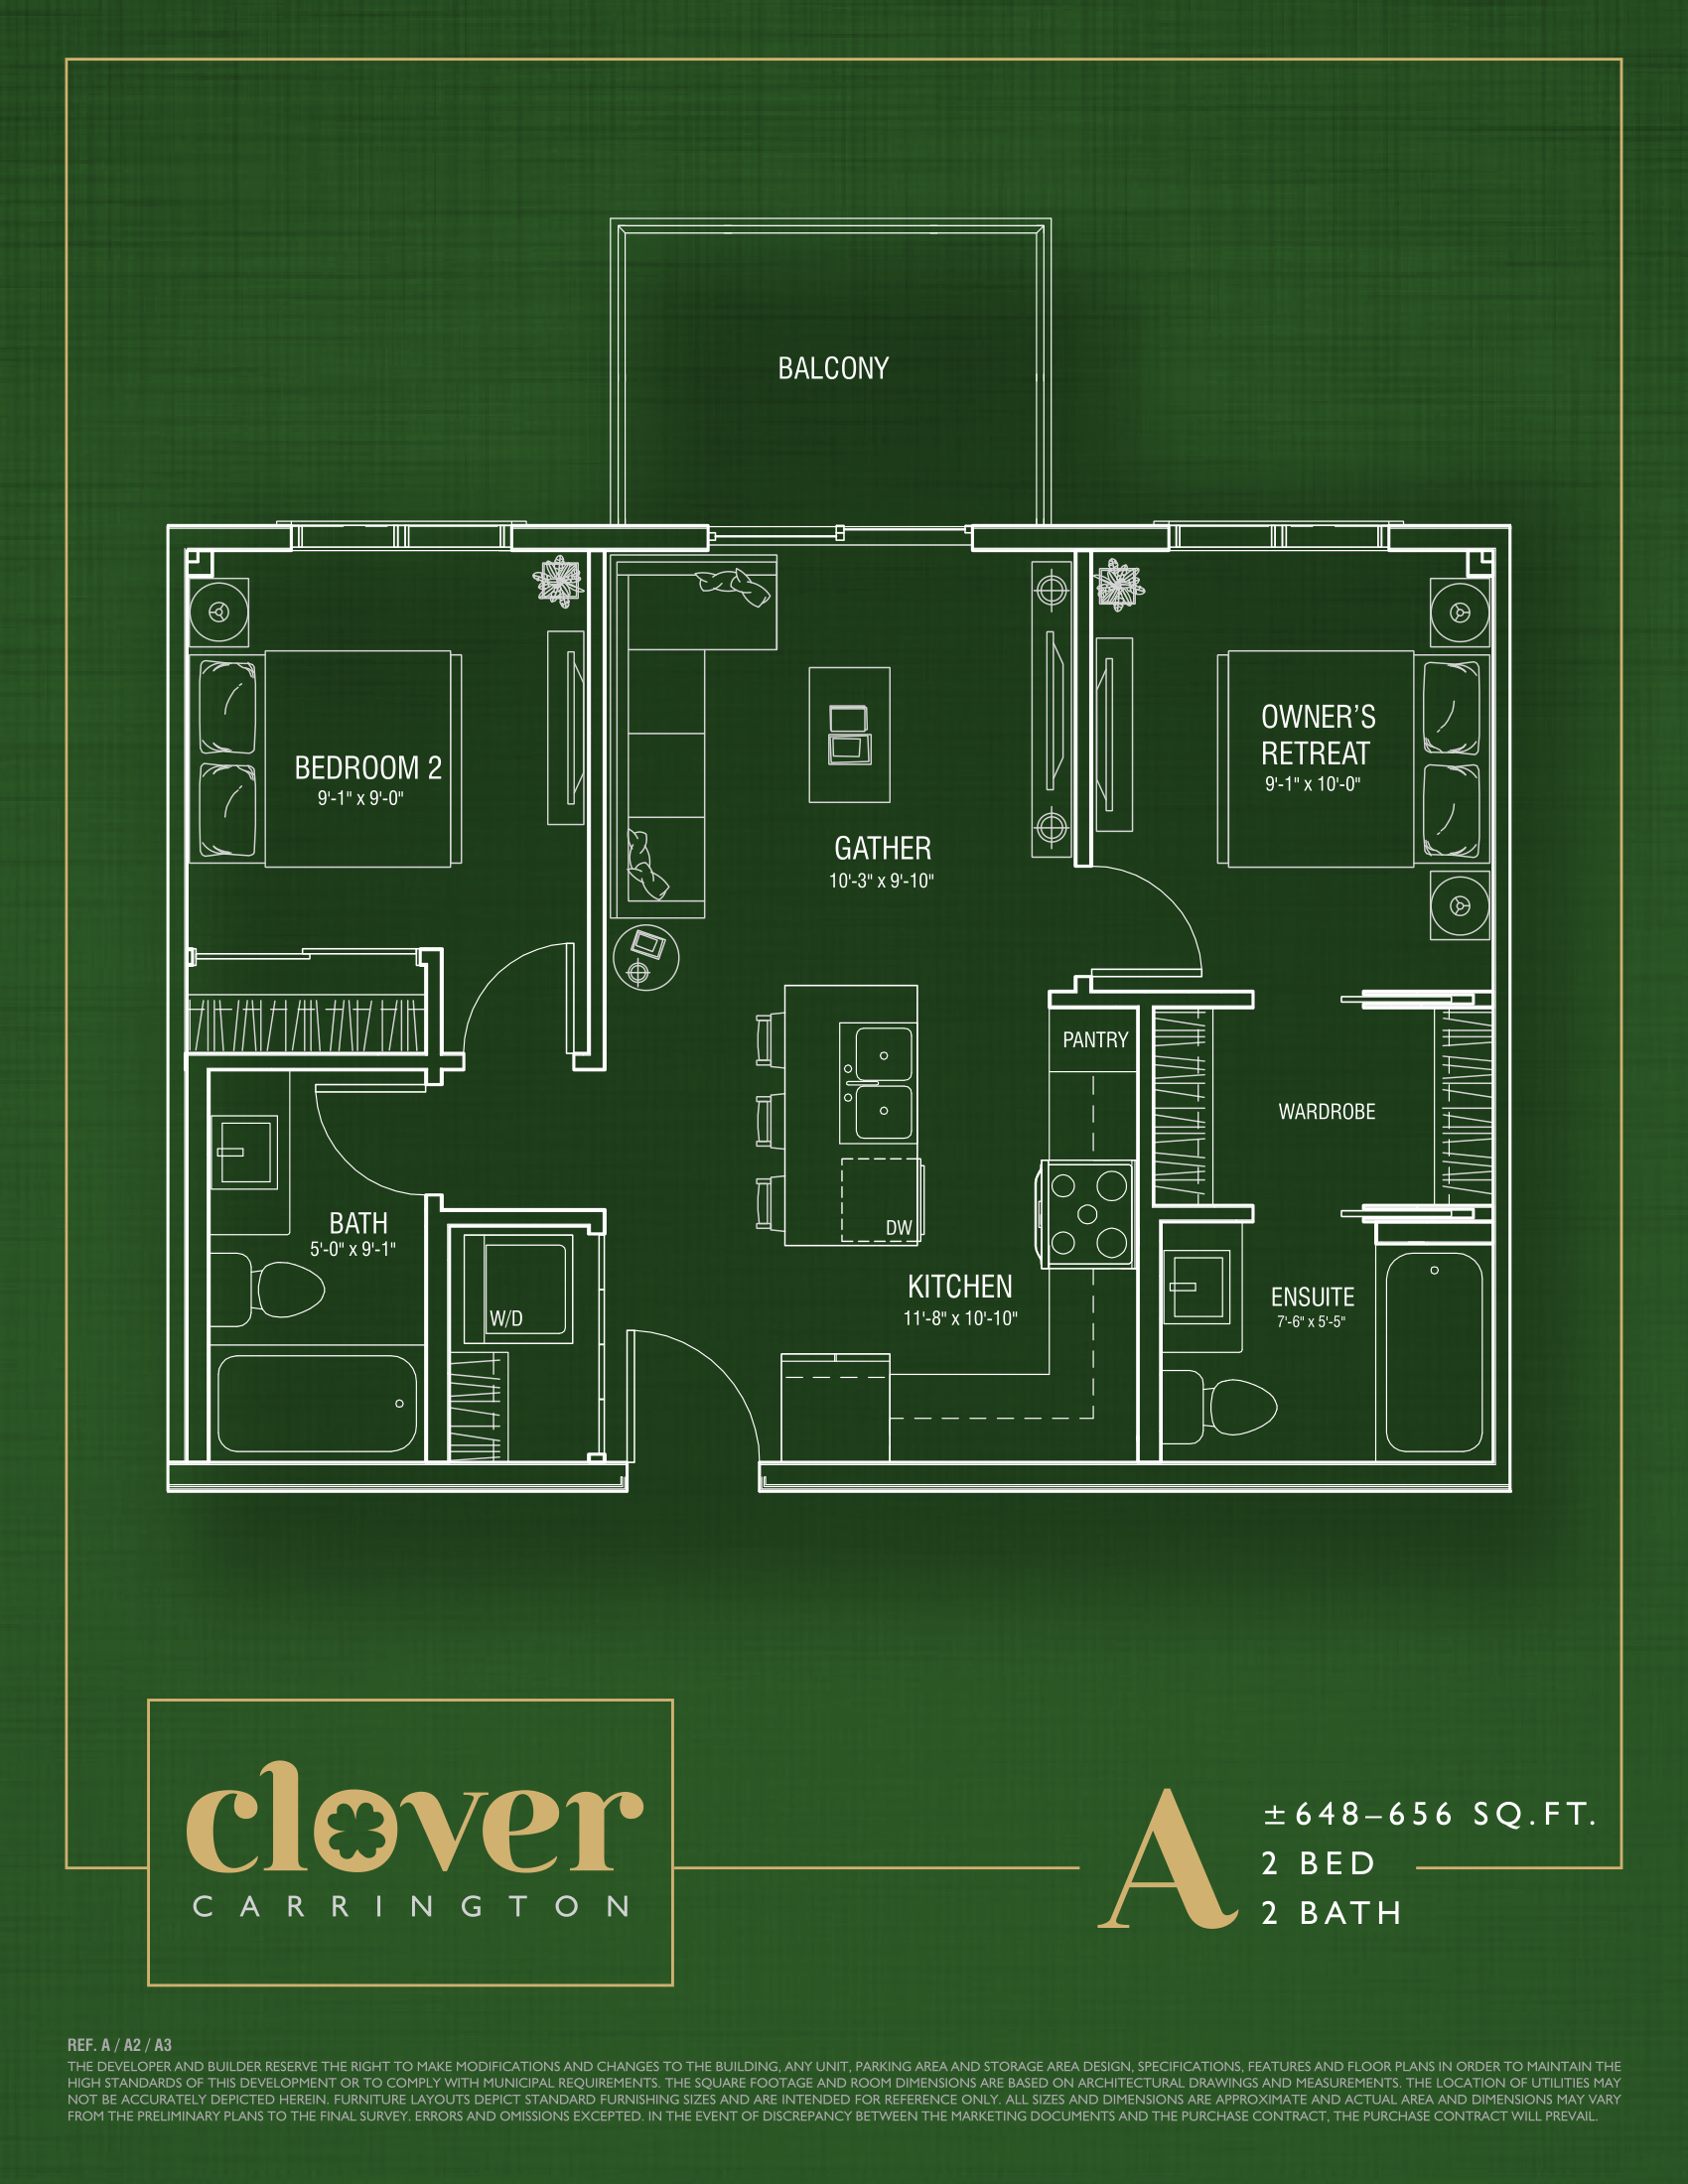 BALCONY
BEDROOM 2
9'-1" x 9'-0"
OWNER'S
RETREAT
9'-1" x 10'-0"
GATHER
10'-3" x 9'-10"
PANTRY
WARDROBE
BATH
5'-0" x 9'-1"
DW
W/D
KITCHEN
11'-8" x 10'-10"
ENSUITE
7'-6" x 5'-5"
clover
CARRINGTON
A
±648–656 SQ.FT.
2 BED
2 BATH
REF. A / A2 / A3
THE DEVELOPER AND BUILDER RESERVE THE RIGHT TO MAKE MODIFICATIONS AND CHANGES TO THE BUILDING, ANY UNIT, PARKING AREA AND STORAGE AREA DESIGN, SPECIFICATIONS, FEATURES AND FLOOR PLANS IN ORDER TO MAINTAIN THE
HIGH STANDARDS OF THIS DEVELOPMENT OR TO COMPLY WITH MUNICIPAL REQUIREMENTS. THE SQUARE FOOTAGE AND ROOM DIMENSIONS ARE BASED ON ARCHITECTURAL DRAWINGS AND MEASUREMENTS. THE LOCATION OF UTILITIES MAY
NOT BE ACCURATELY DEPICTED HEREIN. FURNITURE LAYOUTS DEPICT STANDARD FURNISHING SIZES AND ARE INTENDED FOR REFERENCE ONLY. ALL SIZES AND DIMENSIONS ARE APPROXIMATE AND ACTUAL AREA AND DIMENSIONS MAY VARY
FROM THE PRELIMINARY PLANS TO THE FINAL SURVEY. ERRORS AND OMISSIONS EXCEPTED. IN THE EVENT OF DISCREPANCY BETWEEN THE MARKETING DOCUMENTS AND THE PURCHASE CONTRACT, THE PURCHASE CONTRACT WILL PREVAIL.